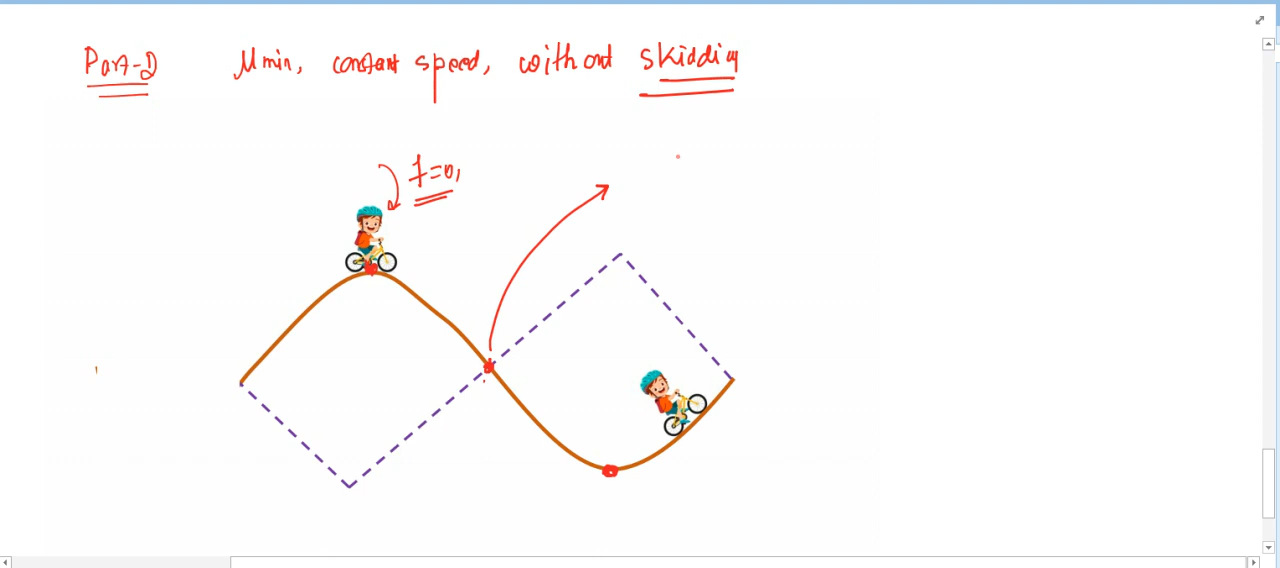 Part-D μmin, constant speed, without skidding
f=0,